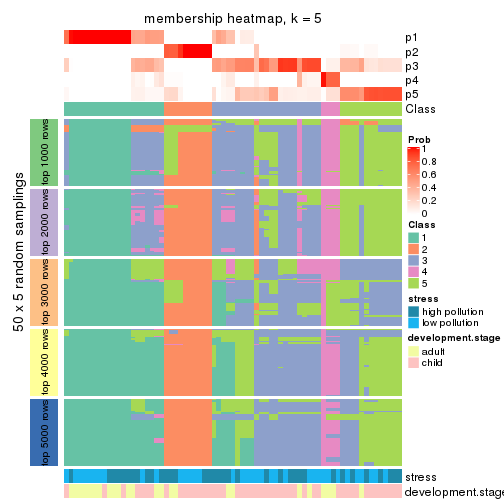 membership heatmap, k = 5
p1
p2
p3
p4
p5
Class
50 x 5 random samplings
top 1000 rows
top 2000 rows
top 3000 rows
top 4000 rows
top 5000 rows
stress
development.stage
Prob
1
0.8
0.6
0.4
0.2
0
Class
1
2
3
4
5
stress
high pollution
low pollution
development.stage
adult
child